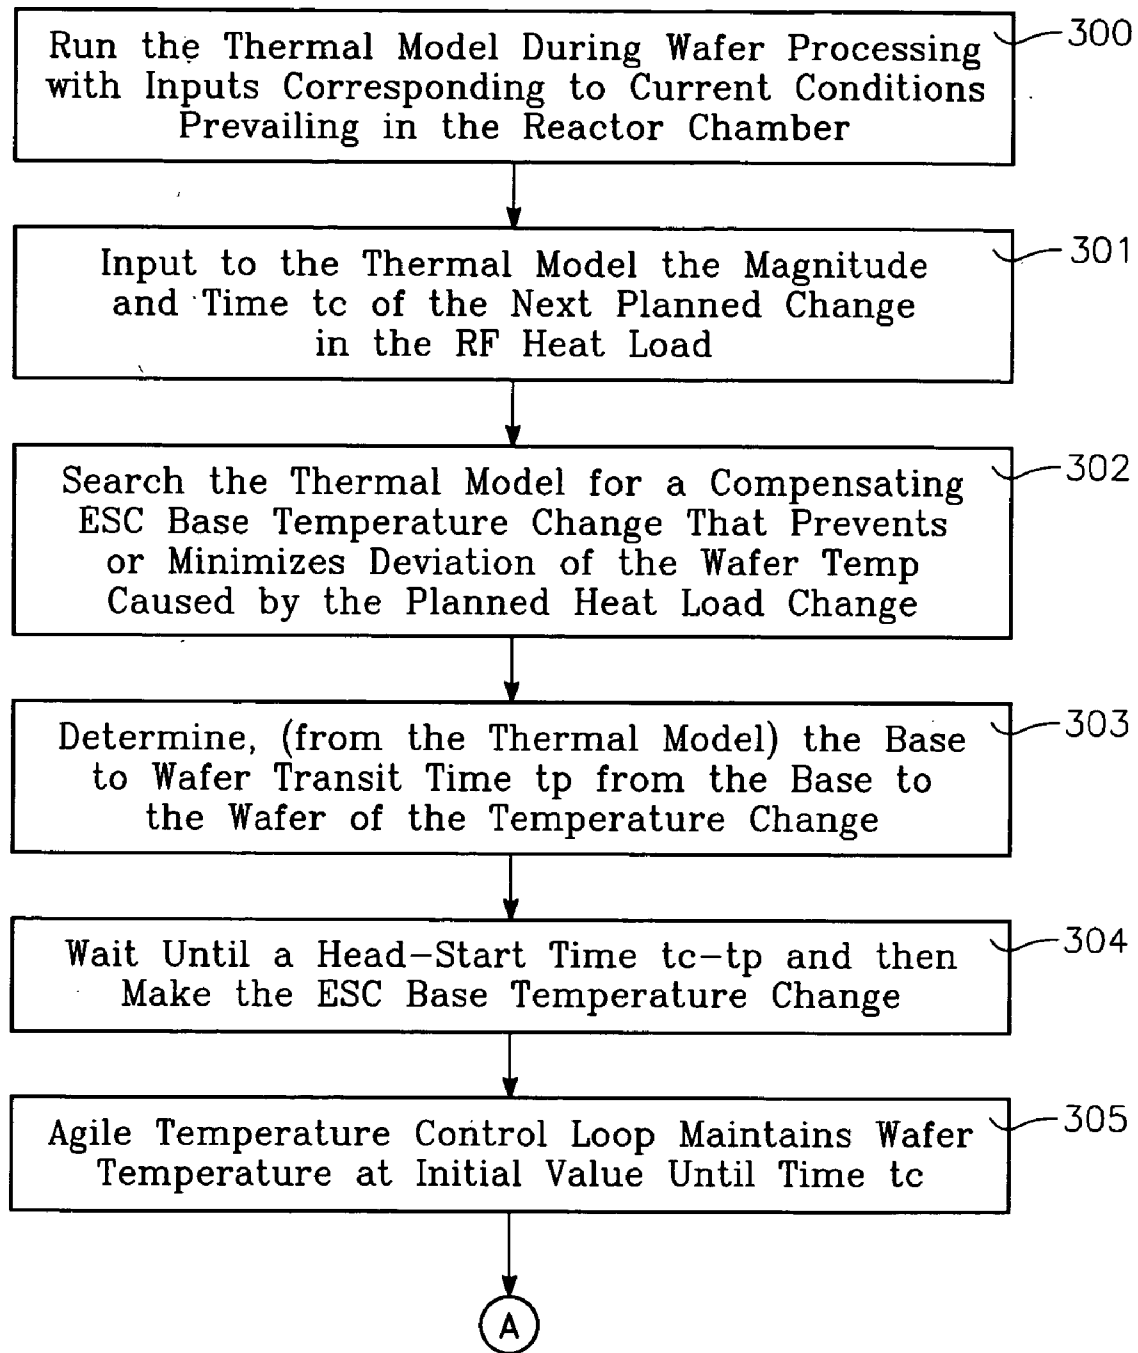 Run the Thermal Model During Wafer Processing
with Inputs Corresponding to Current Conditions
Prevailing in the Reactor Chamber
300
Input to the Thermal Model the Magnitude
and Time tc of the Next Planned Change
in the RF Heat Load
301
Search the Thermal Model for a Compensating
ESC Base Temperature Change That Prevents
or Minimizes Deviation of the Wafer Temp
Caused by the Planned Heat Load Change
302
Determine, (from the Thermal Model) the Base
to Wafer Transit Time tp from the Base to
the Wafer of the Temperature Change
303
Wait Until a Head-Start Time tc-tp and then
Make the ESC Base Temperature Change
304
Agile Temperature Control Loop Maintains Wafer
Temperature at Initial Value Until Time tc
305
A